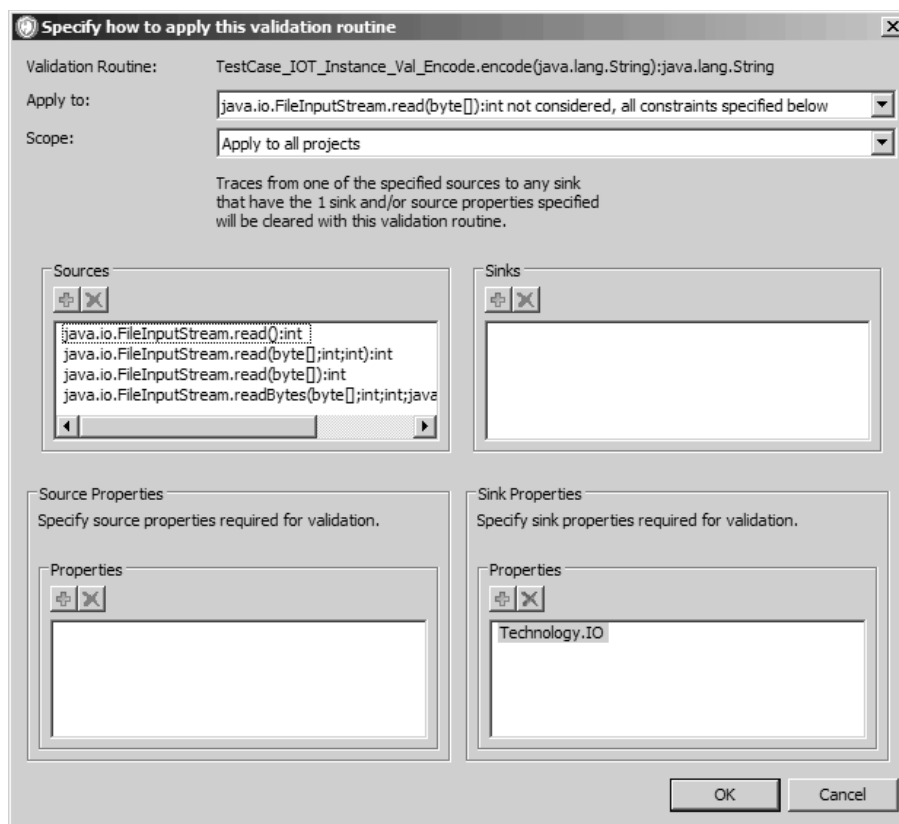 Specify how to apply this validation routine
Validation Routine: TestCase_IOT_Instance_Val_Encode.encode(java.lang.String):java.lang.String
Apply to: java.io.FileInputStream.read(byte[]):int not considered, all constraints specified below
Scope: Apply to all projects
Traces from one of the specified sources to any sink
that have the 1 sink and/or source properties specified
will be cleared with this validation routine.
Sources
java.io.FileInputStream.read():int
java.io.FileInputStream.read(byte[];int;int):int
java.io.FileInputStream.read(byte[]):int
java.io.FileInputStream.readBytes(byte[];int;int;java
Sinks
Source Properties
Specify source properties required for validation.
Properties
Sink Properties
Specify sink properties required for validation.
Properties
Technology.IO
OK Cancel